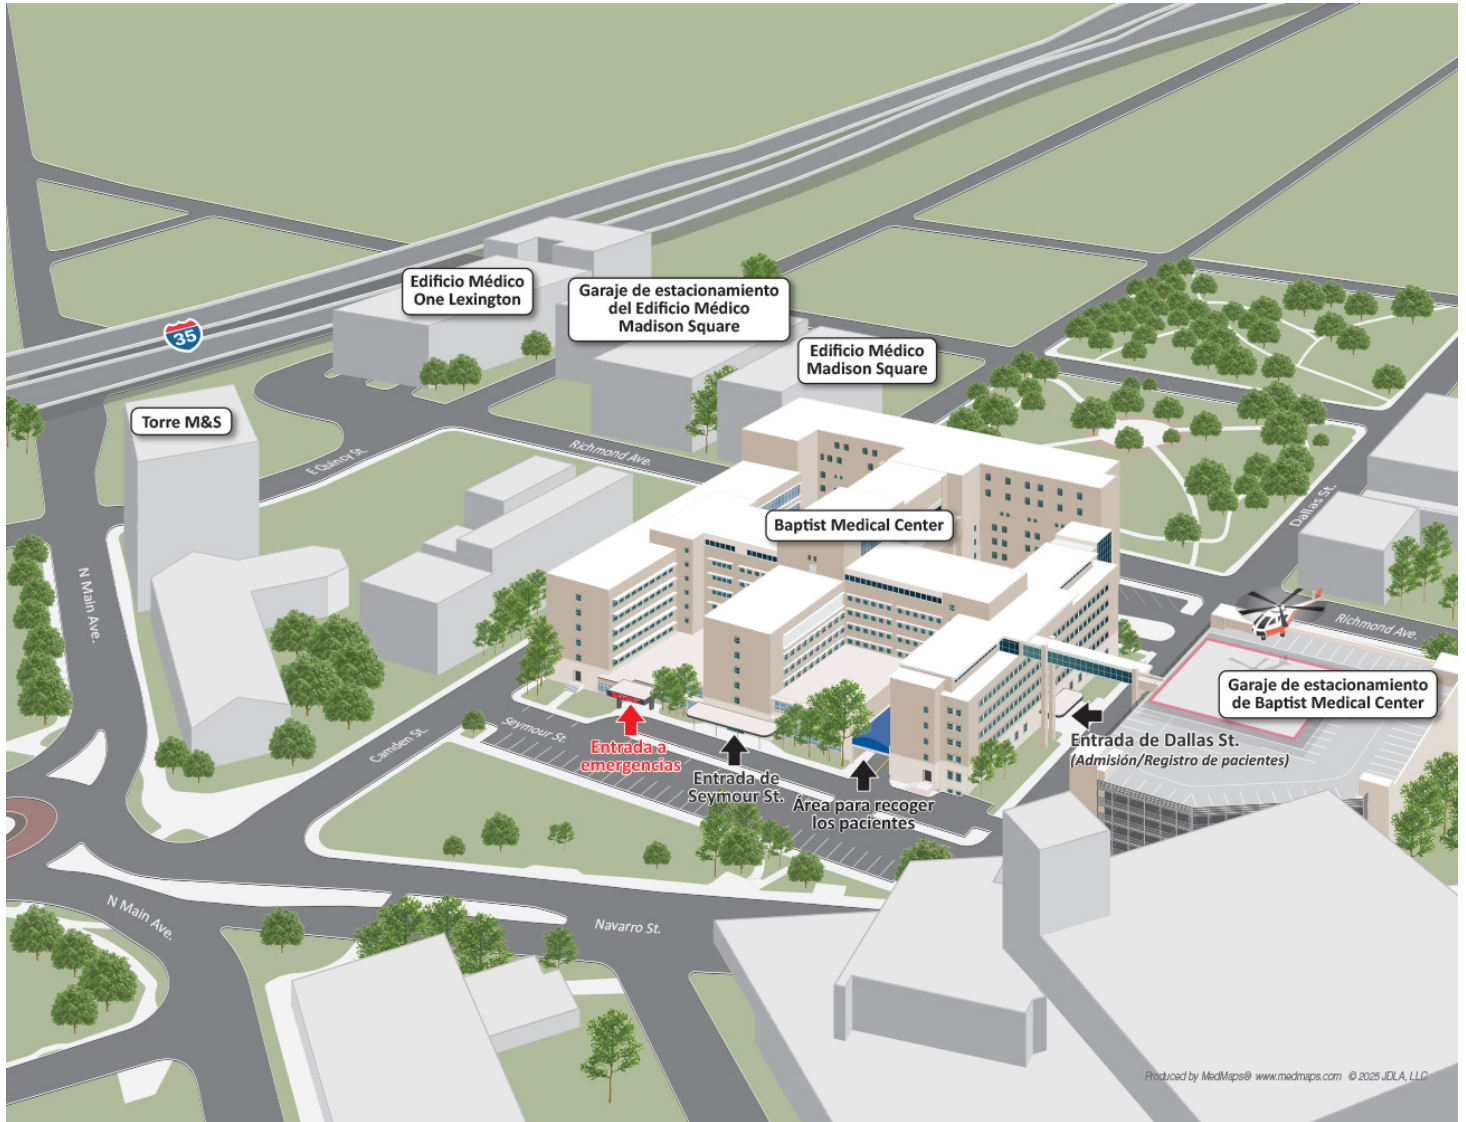 Edificio Médico
One Lexington
Garaje de estacionamiento
del Edificio Médico
Madison Square
35
Edificio Médico
Madison Square
Torre M&S
E Quincy St.
Richmond Ave.
Dallas St.
Baptist Medical Center
N Main Ave.
Richmond Ave.
Garaje de estacionamiento
de Baptist Medical Center
Camden St.
Seymour St.
Entrada a
emergencias
Entrada de
Seymour St.
Área para recoger
los pacientes
Entrada de Dallas St.
(Admisión/Registro de pacientes)
N Main Ave.
Navarro St.
Produced by MedMaps® www.medmaps.com © 2025 JDLA, LLC